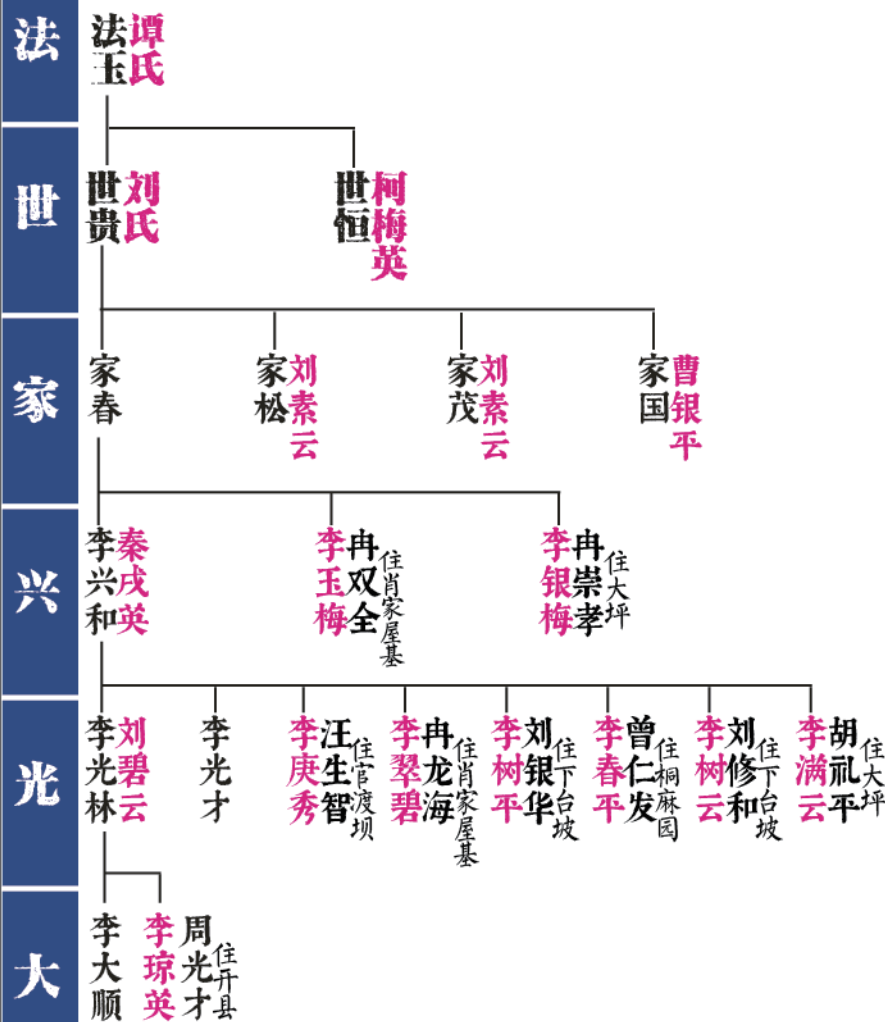 法
法玉
谭氏
世
世贵
刘氏
世恒
柯梅英
家
家春
家松
刘素云
家茂
刘素云
家国
曹银平
兴
李兴和
秦戌英
李玉梅
冉双全
住肖家屋基
李银梅
冉崇孝
住大坪
光
李光林
刘碧云
李光才
李庚秀
汪生智
住官渡坝
李翠碧
冉龙海
住肖家屋基
李树平
刘银华
住下台坡
李春平
曾仁发
住桐麻园
李树云
刘修和
住下台坡
李满云
胡礼平
住大坪
大
李大顺
李琼英
周光才
住开县